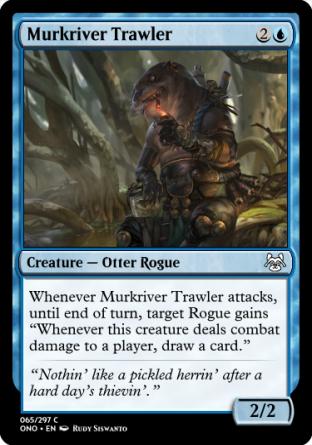 Murkriver Trawler 2
Creature — Otter Rogue
Whenever Murkriver Trawler attacks,
until end of turn, target Rogue gains
“Whenever this creature deals combat
damage to a player, draw a card.”
“Nothin’ like a pickled herrin’ after a
hard day’s thievin’.”
2/2
065/297 C
ONO • EN Rudy Siswanto